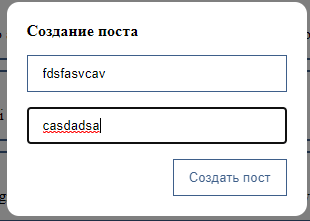 Создание поста
fdsfasvcav
casdadsa
Создать пост